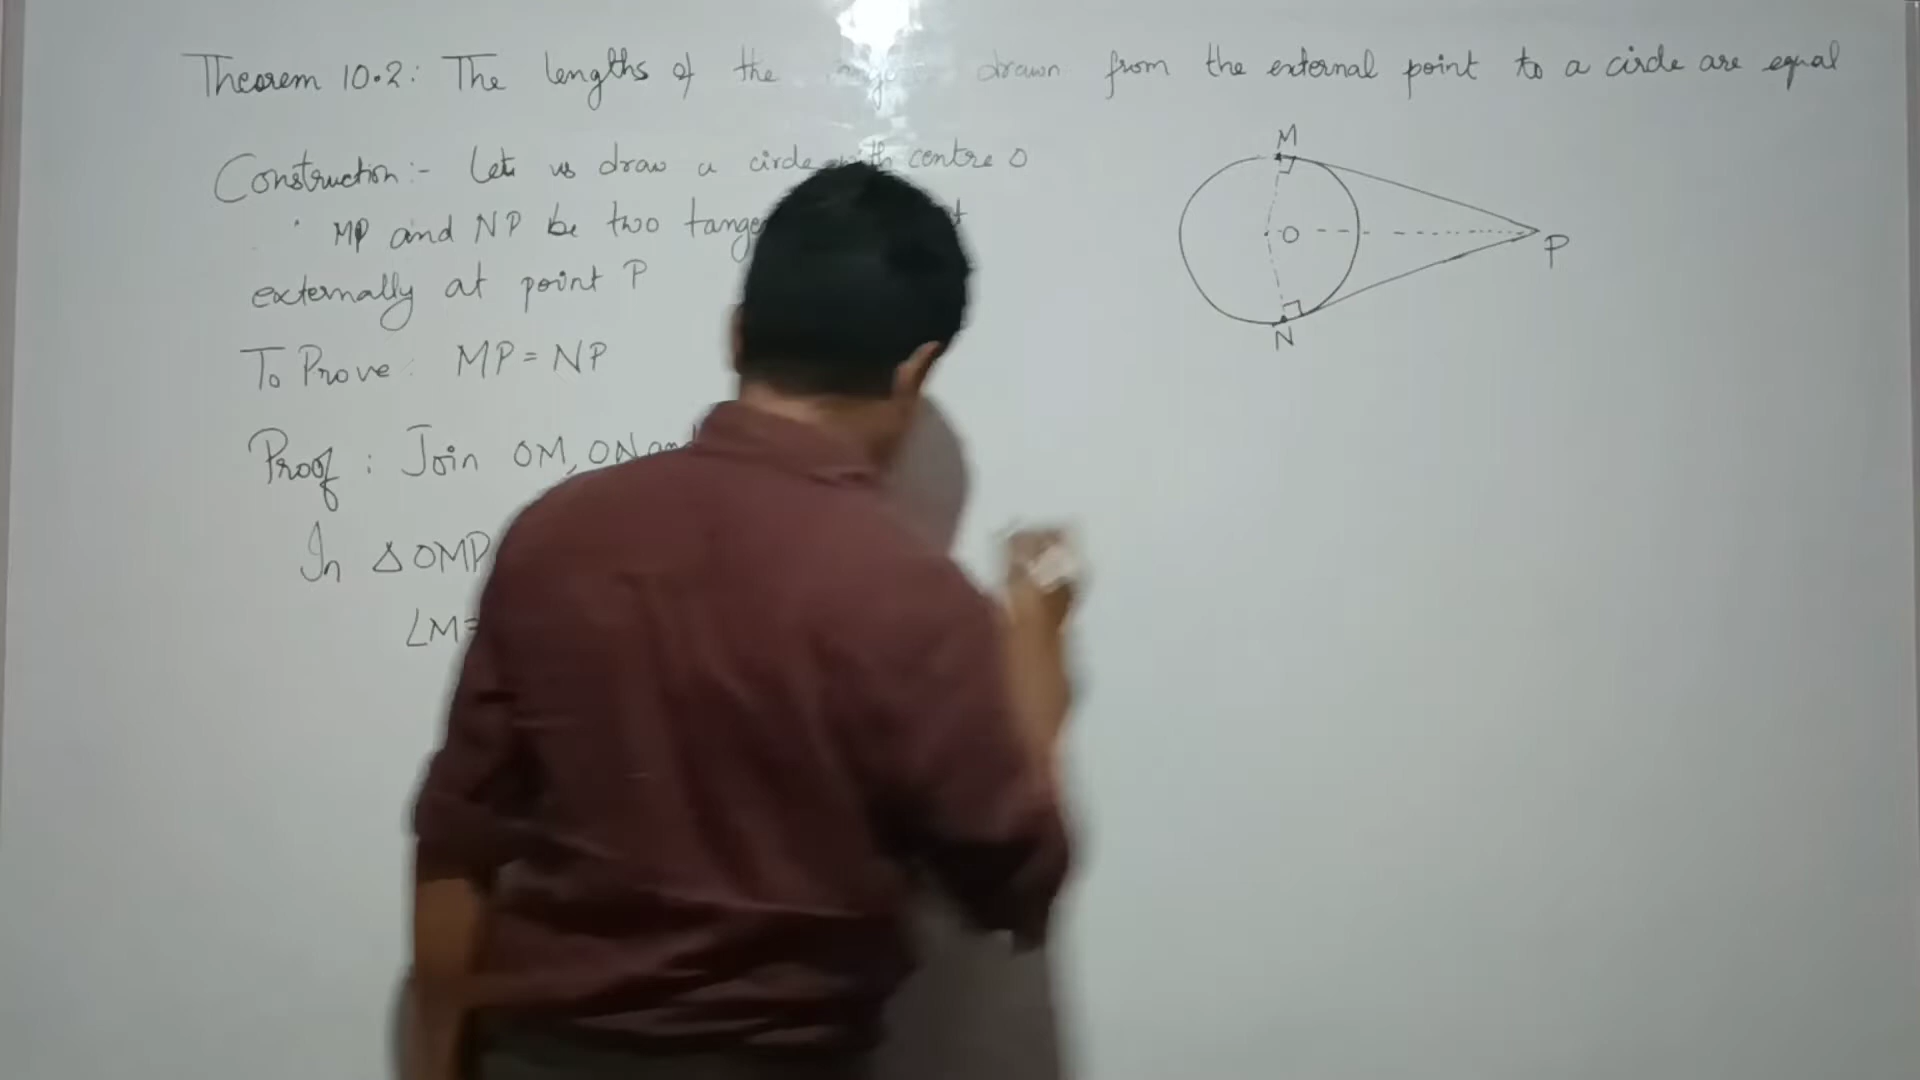 Theorem 10.2: The lengths of the drawn from the external point to a circle are equal
Construction:- Let us draw a circle with centre O
MP and NP be two
externally at point P
To Prove: MP = NP
Proof: Join OM, ON and
In △OMP
∠M=
M
O
P
N